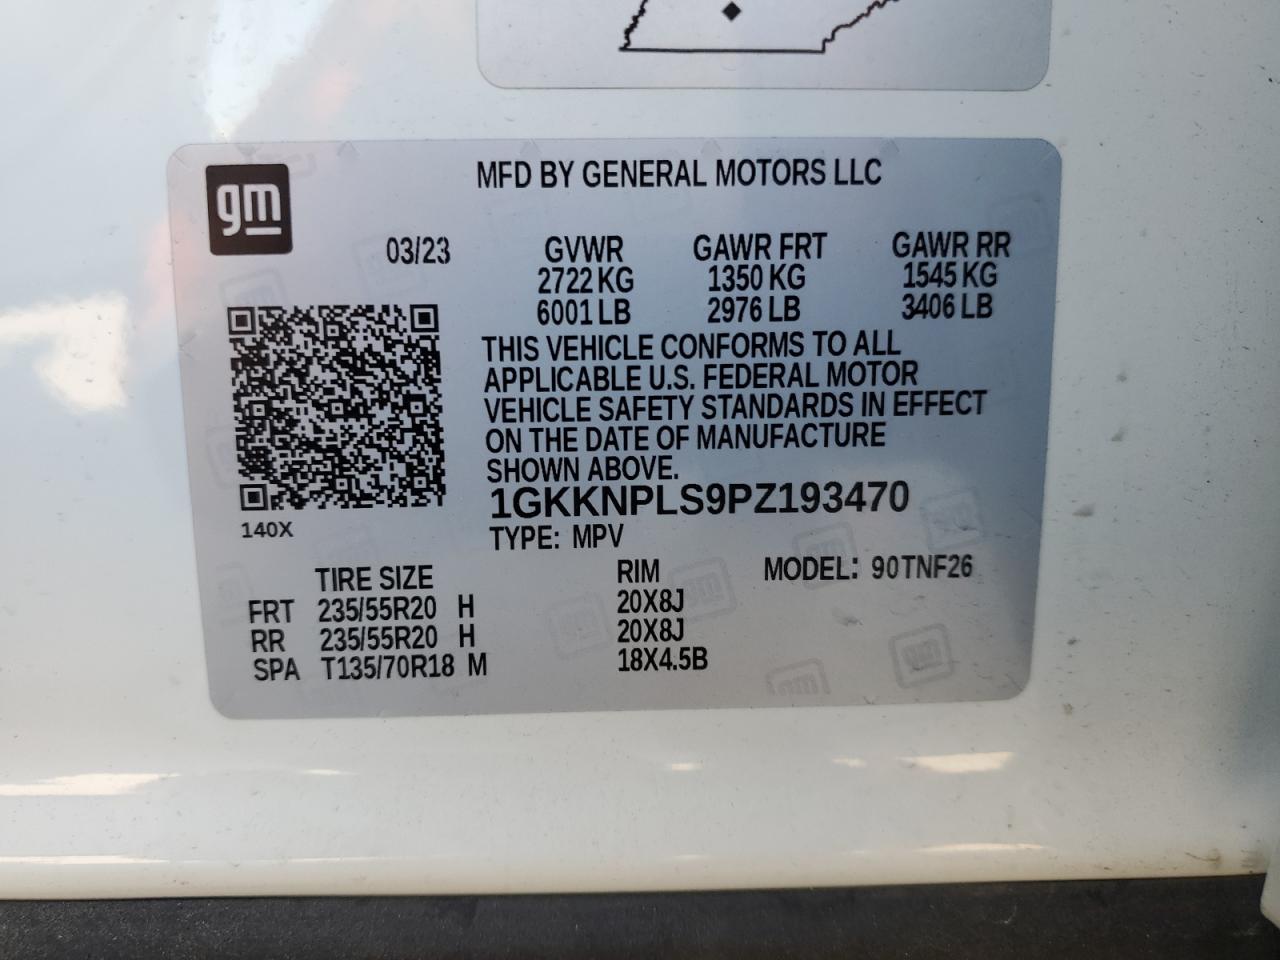 gm
MFD BY GENERAL MOTORS LLC
03/23 GVWR GAWR FRT GAWR RR
2722 KG 1350 KG 1545 KG
6001 LB 2976 LB 3406 LB
THIS VEHICLE CONFORMS TO ALL
APPLICABLE U.S. FEDERAL MOTOR
VEHICLE SAFETY STANDARDS IN EFFECT
ON THE DATE OF MANUFACTURE
SHOWN ABOVE.
1GKKNPLS9PZ193470
140X
TYPE: MPV
MODEL: 90TNF26
TIRE SIZE RIM
FRT 235/55R20 H 20X8J
RR 235/55R20 H 20X8J
SPA T135/70R18 M 18X4.5B